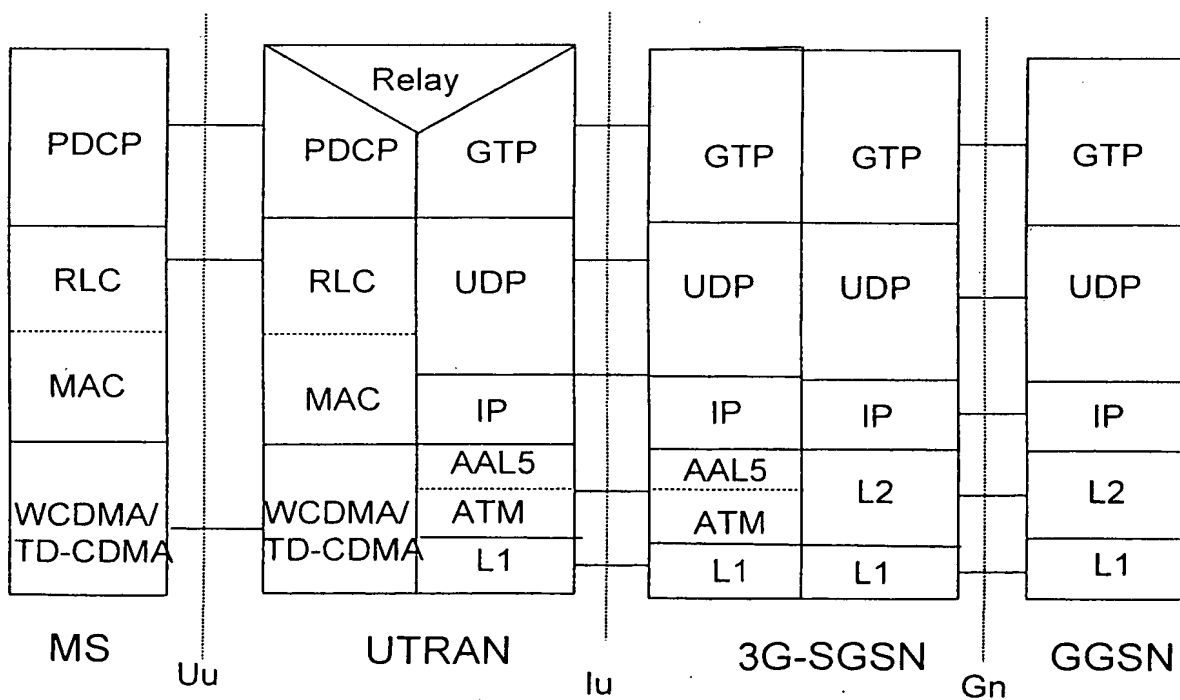 Relay
PDCP
PDCP
GTP
GTP
GTP
GTP
RLC
RLC
UDP
UDP
UDP
UDP
MAC
MAC
IP
IP
IP
IP
WCDMA/
TD-CDMA
WCDMA/
TD-CDMA
AAL5
ATM
L1
AAL5
ATM
L1
L2
L1
L2
L1
MS
Uu
UTRAN
Iu
3G-SGSN
Gn
GGSN